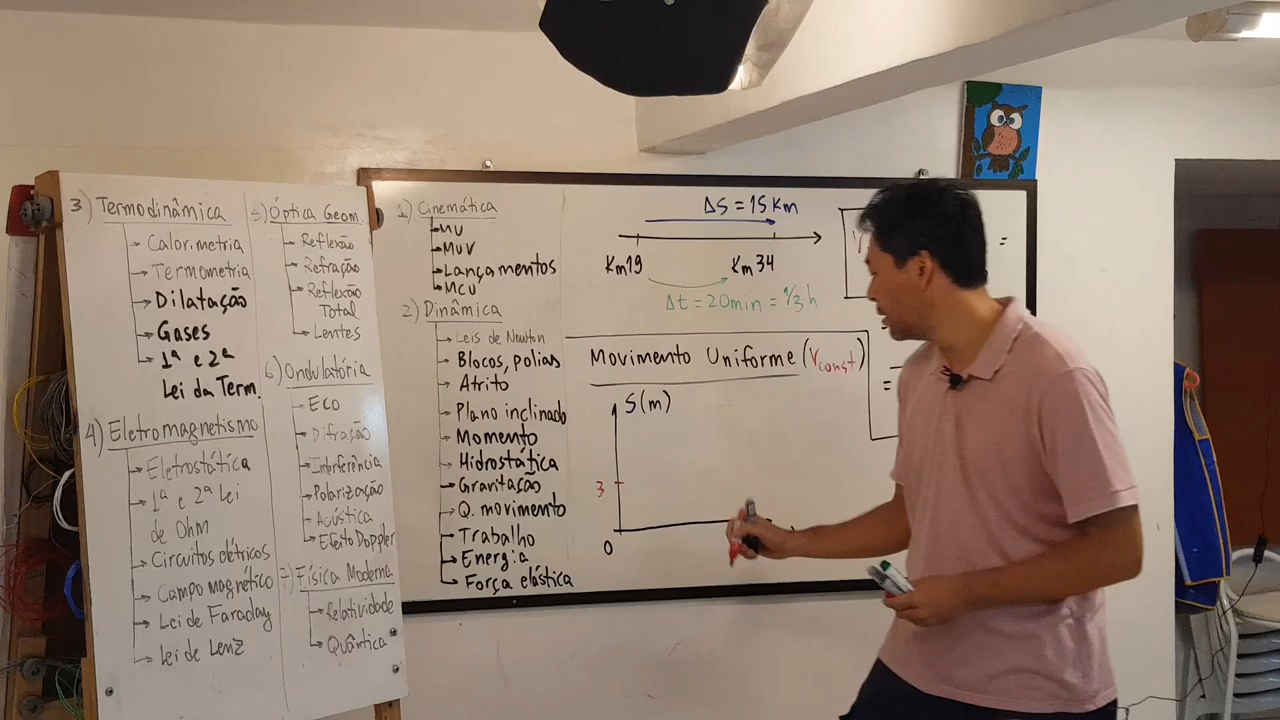 3) Termodinâmica
Calorimetria
Termometria
Dilatação
Gases
1ª e 2ª
Lei da Term.
4) Eletromagnetismo
Eletrostática
1ª e 2ª Lei
de Ohm
Circuitos elétricos
Campo magnético
Lei de Faraday
Lei de Lenz
5) Óptica Geom.
Reflexão
Refração
Reflexão
Total
Lentes
6) Ondulatória
Eco
Difração
Interferência
Polarização
Acústica
Efeito Doppler
7) Física Moderna
Relatividade
Quântica
1) Cinemática
MU
MUV
Lançamentos
MCU
2) Dinâmica
Leis de Newton
Blocos, polias
Atrito
Plano inclinado
Momento
Hidrostática
Gravitação
Q. movimento
Trabalho
Energia
Força elástica
ΔS = 15 Km
Km 19 Km 34
Δt = 20min = 1/3 h
=
=
Movimento Uniforme (Vconst)
S(m)
3
0